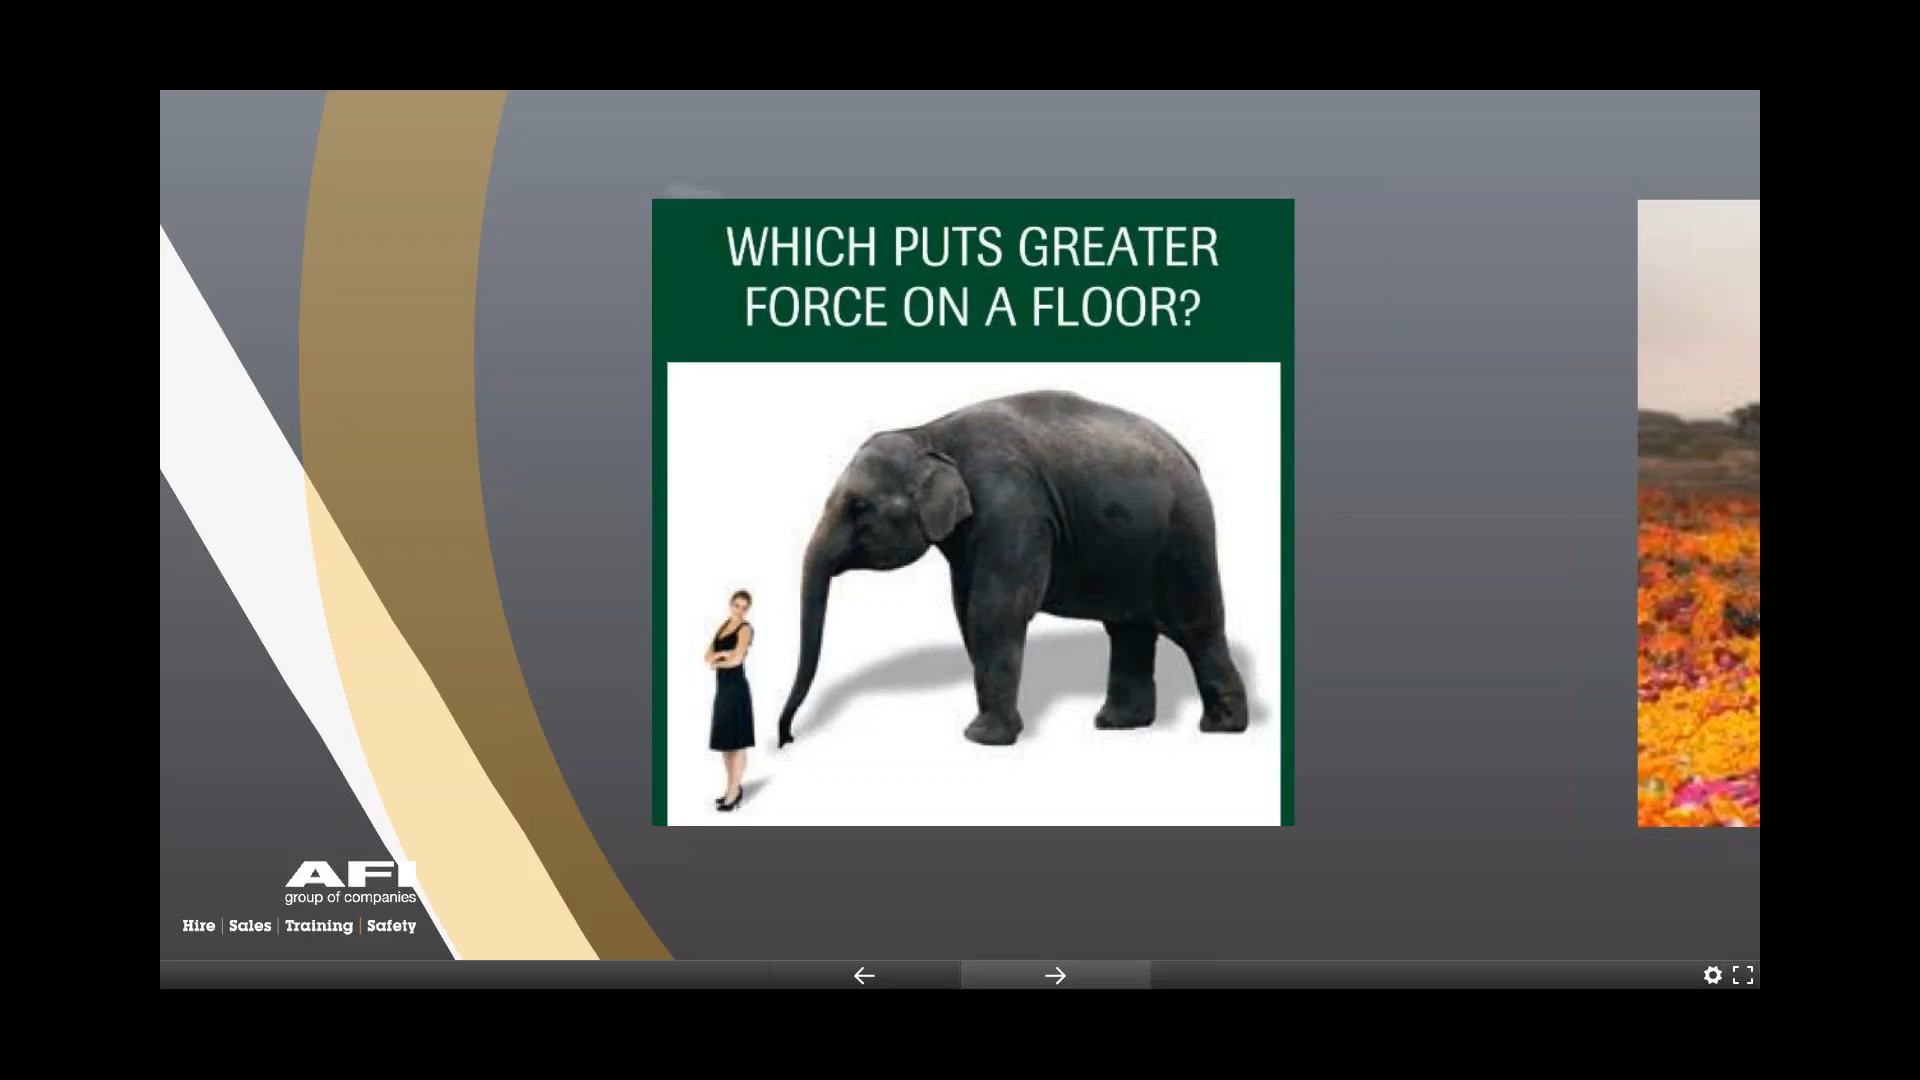 WHICH PUTS GREATER
FORCE ON A FLOOR?
AFI
group of companies
Hire | Sales | Training | Safety